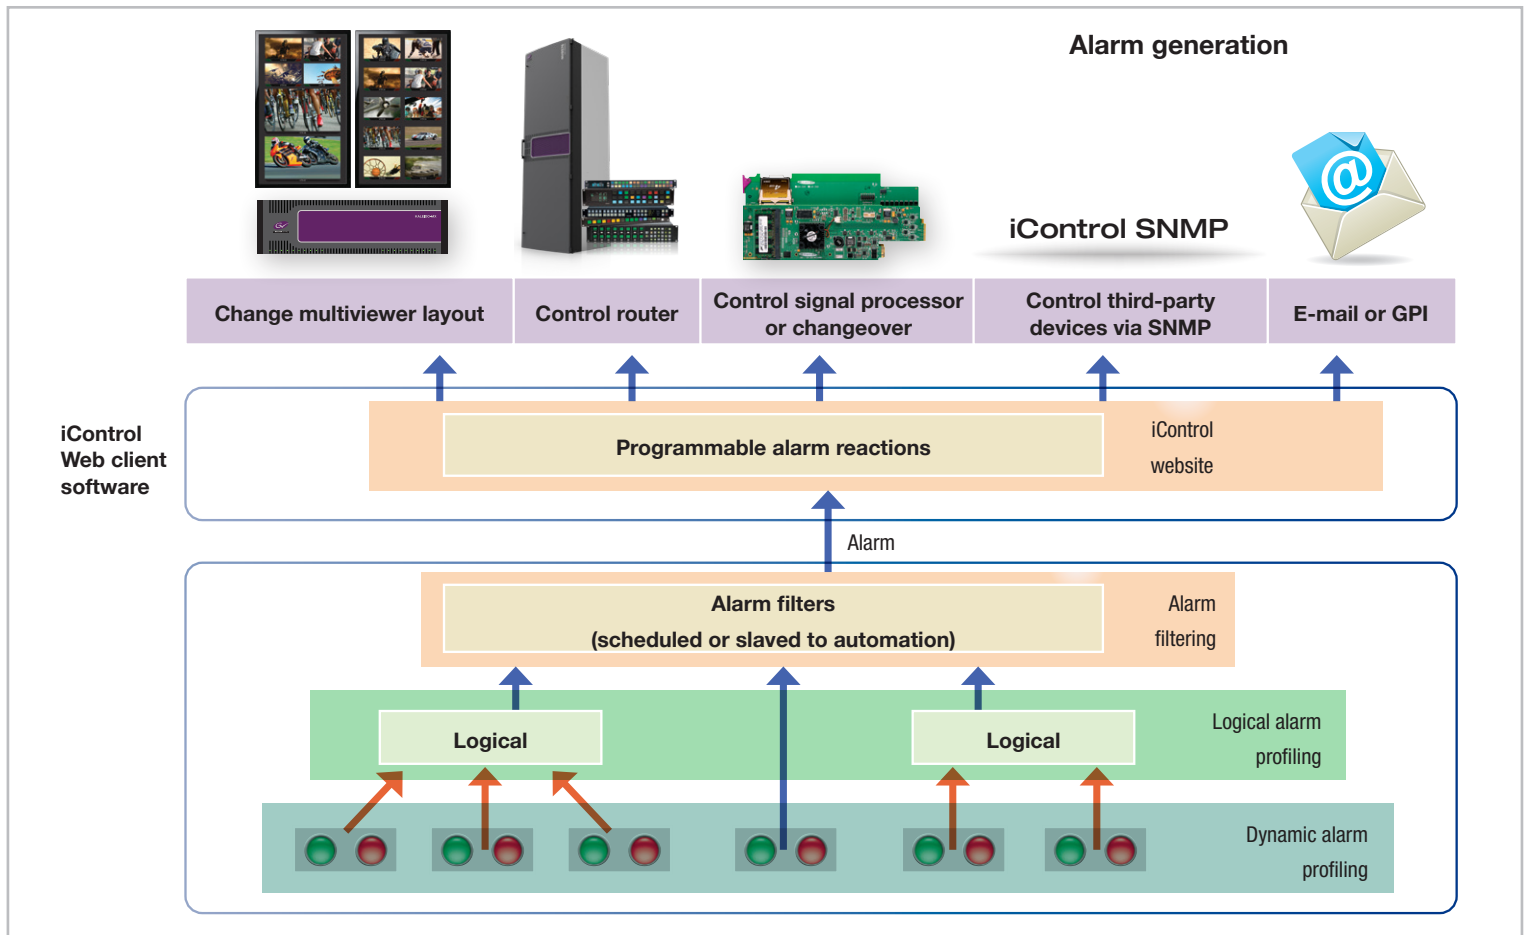 Alarm generation
iControl SNMP
@
Change multiviewer layout
Control router
Control signal processor
or changeover
Control third-party
devices via SNMP
E-mail or GPI
iControl
Web client
software
Programmable alarm reactions
iControl
website
Alarm
Alarm filters
(scheduled or slaved to automation)
Alarm
filtering
Logical
Logical
Logical alarm
profiling
Dynamic alarm
profiling